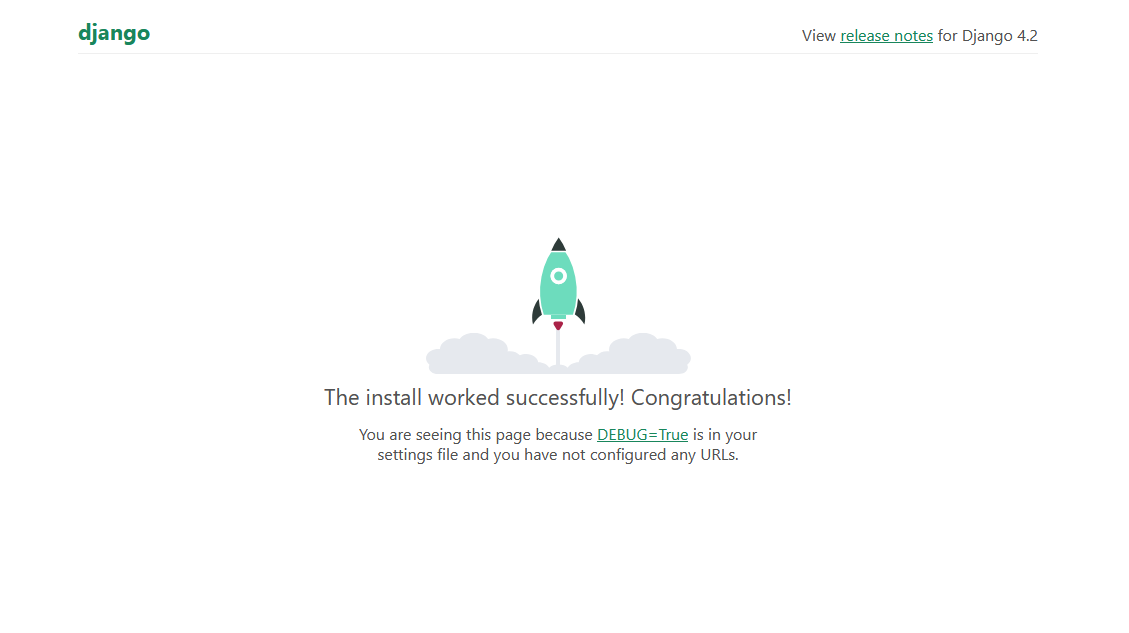 django
View release notes for Django 4.2
The install worked successfully! Congratulations!
You are seeing this page because DEBUG=True is in your
settings file and you have not configured any URLs.